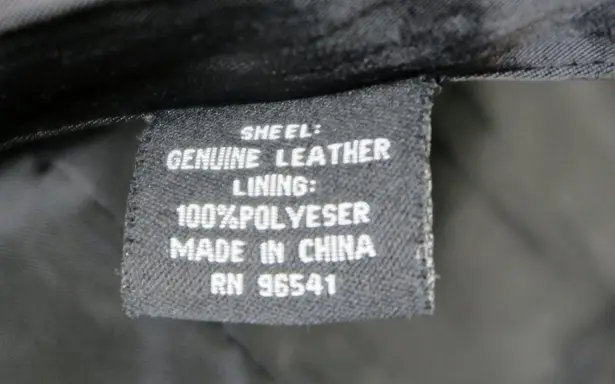 SHEEL:
GENUINE LEATHER
LINING:
100%POLYESER
MADE IN CHINA
RN 96541